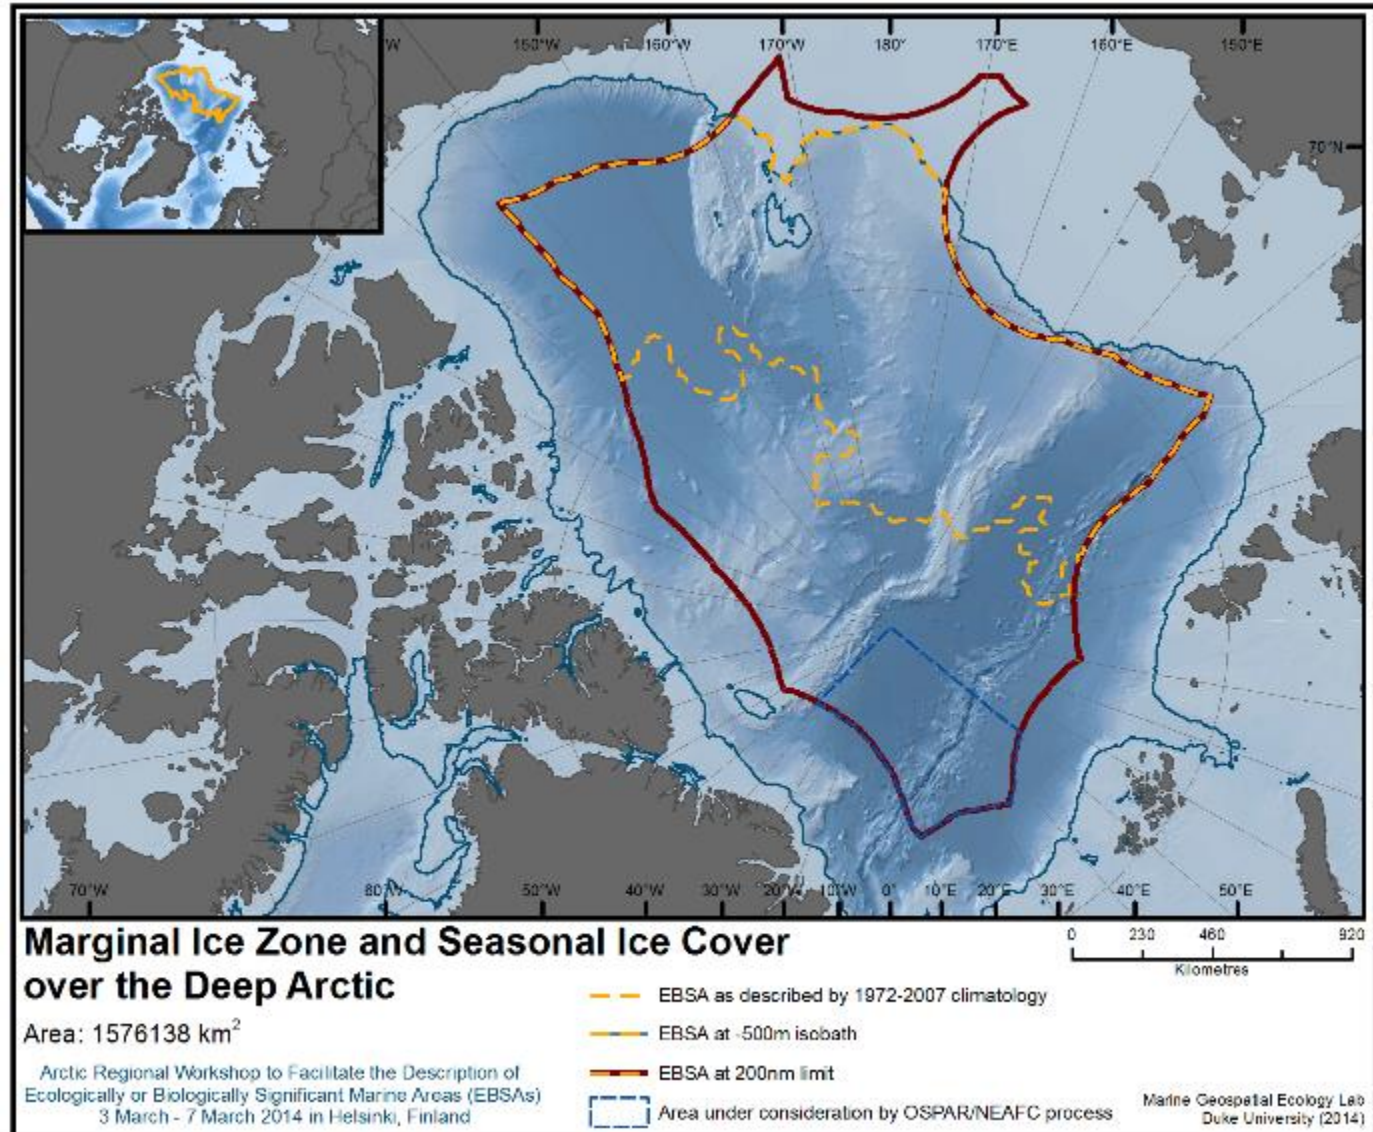 W 150°W 160°W 170°W 180° 170°E 160°E 150°E
70°N
70°W 80°W 50°W 40°W 30°W 20°W 10°W 0° 10°E 20°E 30°E 40°E 50°E
Marginal Ice Zone and Seasonal Ice Cover
over the Deep Arctic
Area: 1576138 km²
Arctic Regional Workshop to Facilitate the Description of
Ecologically or Biologically Significant Marine Areas (EBSAs)
3 March - 7 March 2014 in Helsinki, Finland
0 230 460 920
Kilometres
EBSA as described by 1972-2007 climatology
EBSA at -500m isobath
EBSA at 200nm limit
Area under consideration by OSPAR/NEAFC process
Marine Geospatial Ecology Lab
Duke University (2014)